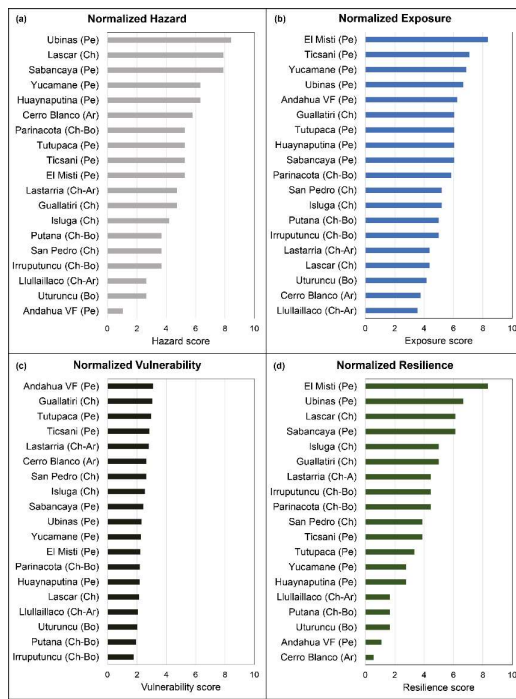 (a) Normalized Hazard
Ubinas (Pe)
Lascar (Ch)
Sabancaya (Pe)
Yucamane (Pe)
Huaynaputina (Pe)
Cerro Blanco (Ar)
Parinacota (Ch-Bo)
Tutupaca (Pe)
Ticsani (Pe)
El Misti (Pe)
Lastarria (Ch-Ar)
Guallatiri (Ch)
Isluga (Ch)
Putana (Ch-Bo)
San Pedro (Ch)
Irruputuncu (Ch-Bo)
Llullaillaco (Ch-Ar)
Uturuncu (Bo)
Andahua VF (Pe)
0 2 4 6 8 10
Hazard score
(b) Normalized Exposure
El Misti (Pe)
Ticsani (Pe)
Yucamane (Pe)
Ubinas (Pe)
Andahua VF (Pe)
Guallatiri (Ch)
Tutupaca (Pe)
Huaynaputina (Pe)
Sabancaya (Pe)
Parinacota (Ch-Bo)
San Pedro (Ch)
Isluga (Ch)
Putana (Ch-Bo)
Irruputuncu (Ch-Bo)
Lastarria (Ch-Ar)
Lascar (Ch)
Uturuncu (Bo)
Cerro Blanco (Ar)
Llullaillaco (Ch-Ar)
0 2 4 6 8 10
Exposure score
(c) Normalized Vulnerability
Andahua VF (Pe)
Guallatiri (Ch)
Tutupaca (Pe)
Ticsani (Pe)
Lastarria (Ch-Ar)
Cerro Blanco (Ar)
San Pedro (Ch)
Isluga (Ch)
Sabancaya (Pe)
Ubinas (Pe)
Yucamane (Pe)
El Misti (Pe)
Parinacota (Ch-Bo)
Huaynaputina (Pe)
Lascar (Ch)
Llullaillaco (Ch-Ar)
Uturuncu (Bo)
Putana (Ch-Bo)
Irruputuncu (Ch-Bo)
0 2 4 6 8 10
Vulnerability score
(d) Normalized Resilience
El Misti (Pe)
Ubinas (Pe)
Lascar (Ch)
Sabancaya (Pe)
Isluga (Ch)
Guallatiri (Ch)
Lastarria (Ch-A)
Irruputuncu (Ch-Bo)
Parinacota (Ch-Bo)
San Pedro (Ch)
Ticsani (Pe)
Tutupaca (Pe)
Yucamane (Pe)
Huaynaputina (Pe)
Llullaillaco (Ch-Ar)
Putana (Ch-Bo)
Uturuncu (Bo)
Andahua VF (Pe)
Cerro Blanco (Ar)
0 2 4 6 8 10
Resilience score